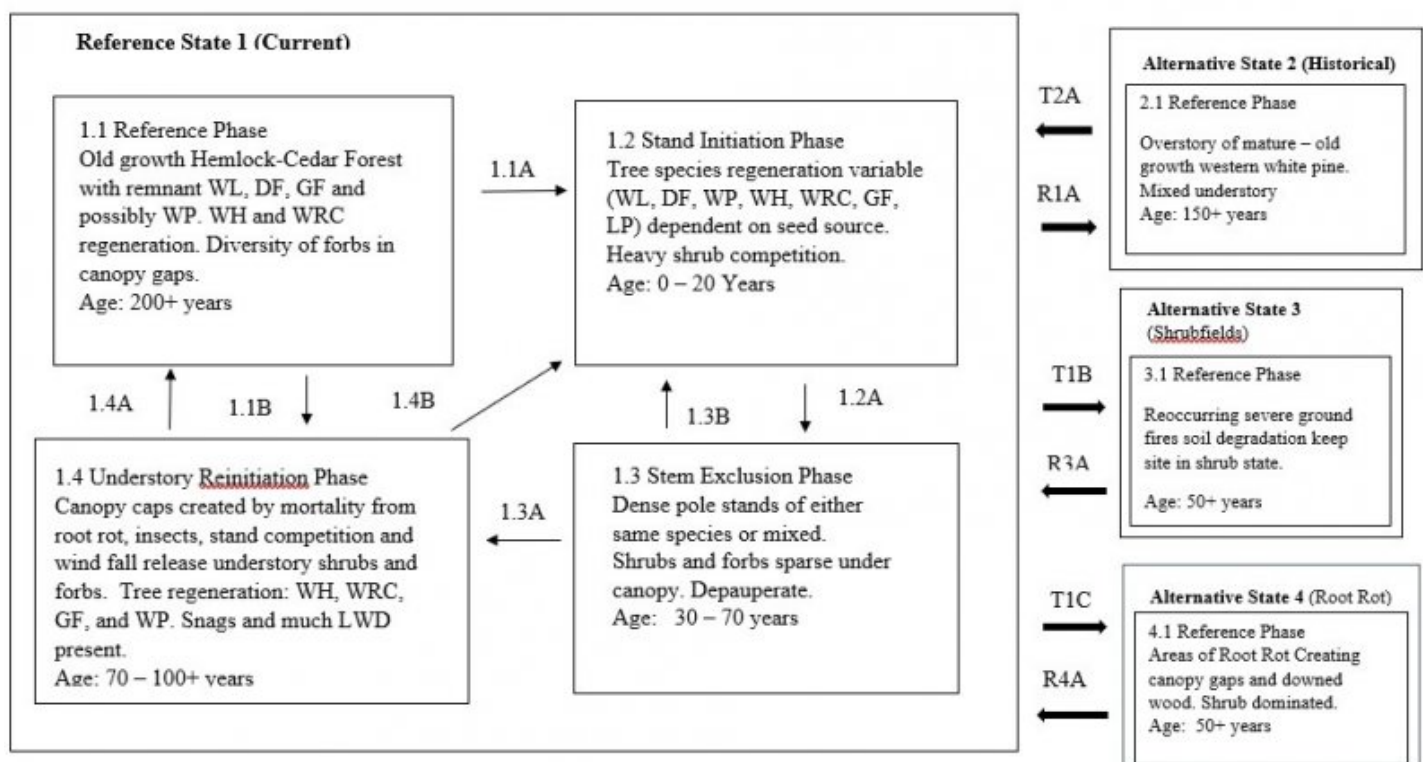 Reference State 1 (Current)
1.1 Reference Phase
Old growth Hemlock-Cedar Forest
with remnant WL, DF, GF and
possibly WP. WH and WRC
regeneration. Diversity of forbs in
canopy gaps.
Age: 200+ years
1.1A
1.2 Stand Initiation Phase
Tree species regeneration variable
(WL, DF, WP, WH, WRC, GF,
LP) dependent on seed source.
Heavy shrub competition.
Age: 0 – 20 Years
1.4A
1.1B
1.4B
1.3B
1.2A
1.4 Understory Reinitiation Phase
Canopy caps created by mortality from
root rot, insects, stand competition and
wind fall release understory shrubs and
forbs. Tree regeneration: WH, WRC,
GF, and WP. Snags and much LWD
present.
Age: 70 – 100+ years
1.3A
1.3 Stem Exclusion Phase
Dense pole stands of either
same species or mixed.
Shrubs and forbs sparse under
canopy. Depauperate.
Age: 30 – 70 years
T2A
R1A
Alternative State 2 (Historical)
2.1 Reference Phase
Overstory of mature – old
growth western white pine.
Mixed understory
Age: 150+ years
T1B
R3A
Alternative State 3
(Shrubfields)
3.1 Reference Phase
Reoccurring severe ground
fires soil degradation keep
site in shrub state.
Age: 50+ years
T1C
R4A
Alternative State 4 (Root Rot)
4.1 Reference Phase
Areas of Root Rot Creating
canopy gaps and downed
wood. Shrub dominated.
Age: 50+ years